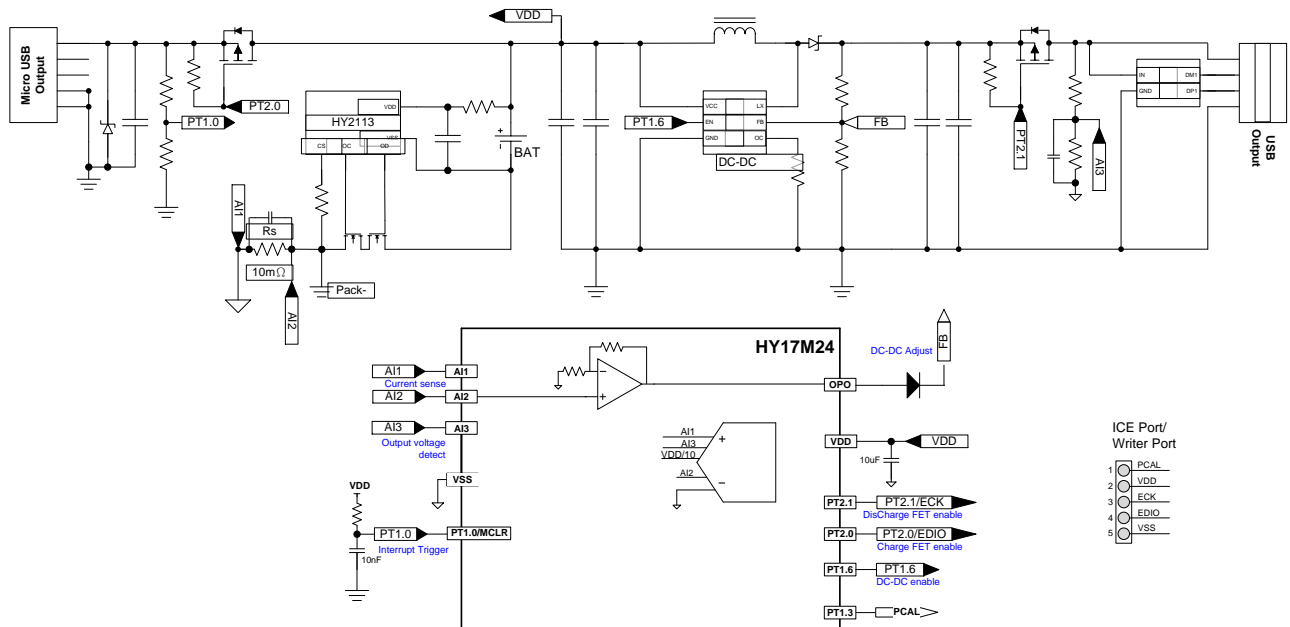 VDD
Micro USB
Output
PT2.0
PT1.0
VDD
HY2113
VSS
CS
OC
OD
BAT
AI1
Rs
10mΩ
AI2
Pack-
PT1.6
VCC
LX
EN
FB
GND
OC
DC-DC
FB
PT2.1
AI3
IN
DM1
GND
DP1
USB
Output
HY17M24
DC-DC Adjust
FB
AI1
AI1
Current sense
AI2
AI2
AI3
AI3
Output voltage
detect
VSS
VDD
PT1.0
PT1.0/MCLR
Interrupt Trigger
10nF
AI1
AI3
VDD/10
AI2
+
−
+
−
OPO
VDD
VDD
10uF
PT2.1
PT2.1/ECK
DisCharge FET enable
PT2.0
PT2.0/EDIO
Charge FET enable
PT1.6
PT1.6
DC-DC enable
PT1.3
PCAL
ICE Port/
Writer Port
1 PCAL
2 VDD
3 ECK
4 EDIO
5 VSS